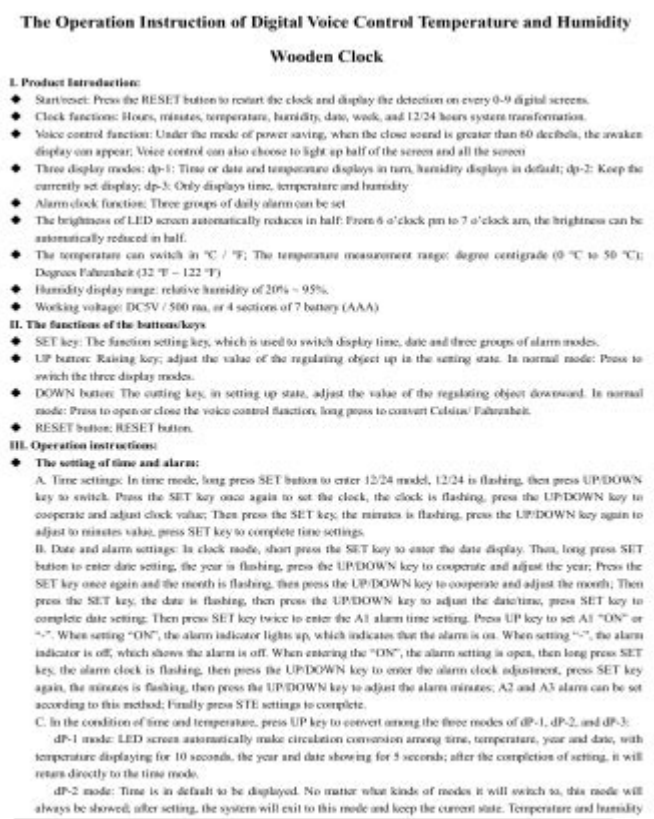 The Operation Instruction of Digital Voice Control Temperature and Humidity
Wooden Clock
I. Product Introduction:
◆ Start/reset: Press the RESET button to restart the clock and display the detection on every 0-9 digital screens.
◆ Clock functions: Hours, minutes, temperature, humidity, date, week, and 12/24 hours system transformation.
◆ Voice control function: Under the mode of power saving, when the close sound is greater than 60 decibels, the awaken
display can appear; Voice control can also choose to light up half of the screen and all the screen
◆ Three display modes: dp-1: Time or date and temperature displays in turn, humidity displays in default; dp-2: Keep the
currently set display; dp-3: Only displays time, temperature and humidity
◆ Alarm clock function: Three groups of daily alarm can be set
◆ The brightness of LED screen automatically reduces in half: From 6 o'clock pm to 7 o'clock am, the brightness can be
automatically reduced in half.
◆ The temperature can switch in °C / °F; The temperature measurement range: degree centigrade (0 °C to 50 °C);
Degrees Fahrenheit (32 °F ~ 122 °F)
◆ Humidity display range: relative humidity of 20% ~ 95%.
◆ Working voltage: DC5V / 500 ma, or 4 sections of 7 battery (AAA)
II. The functions of the buttons/keys
◆ SET key: The function setting key, which is used to switch display time, date and three groups of alarm modes.
◆ UP button: Raising key; adjust the value of the regulating object up in the setting state. In normal mode: Press to
switch the three display modes.
◆ DOWN button: The cutting key, in setting up state, adjust the value of the regulating object downward. In normal
mode: Press to open or close the voice control function, long press to convert Celsius/ Fahrenheit.
◆ RESET button: RESET button.
III. Operation instructions:
◆ The setting of time and alarm:
A. Time settings: In time mode, long press SET button to enter 12/24 model, 12/24 is flashing, then press UP/DOWN
key to switch. Press the SET key once again to set the clock, the clock is flashing, press the UP/DOWN key to
cooperate and adjust clock value; Then press the SET key, the minutes is flashing, press the UP/DOWN key again to
adjust to minutes value, press SET key to complete time settings.
B. Date and alarm settings: In clock mode, short press the SET key to enter the date display. Then, long press SET
button to enter date setting, the year is flashing, press the UP/DOWN key to cooperate and adjust the year; Press the
SET key once again and the month is flashing, then press the UP/DOWN key to cooperate and adjust the month; Then
press the SET key, the date is flashing, then press the UP/DOWN key to adjust the date/time, press SET key to
complete date setting; Then press SET key twice to enter the A1 alarm time setting. Press UP key to set A1 "ON" or
"-". When setting "ON", the alarm indicator lights up, which indicates that the alarm is on. When setting "-", the alarm
indicator is off, which shows the alarm is off. When entering the "ON", the alarm setting is open, then long press SET
key, the alarm clock is flashing, then press the UP/DOWN key to enter the alarm clock adjustment, press SET key
again, the minutes is flashing, then press the UP/DOWN key to adjust the alarm minutes; A2 and A3 alarm can be set
according to this method; Finally press STE settings to complete.
C. In the condition of time and temperature, press UP key to convert among the three modes of dP-1, dP-2, and dP-3:
dP-1 mode: LED screen automatically make circulation conversion among time, temperature, year and date, with
temperature displaying for 10 seconds, the year and date showing for 5 seconds; after the completion of setting, it will
return directly to the time mode.
dP-2 mode: Time is in default to be displayed. No matter what kinds of modes it will switch to, this mode will
always be showed; after setting, the system will exit to this mode and keep the current state. Temperature and humidity